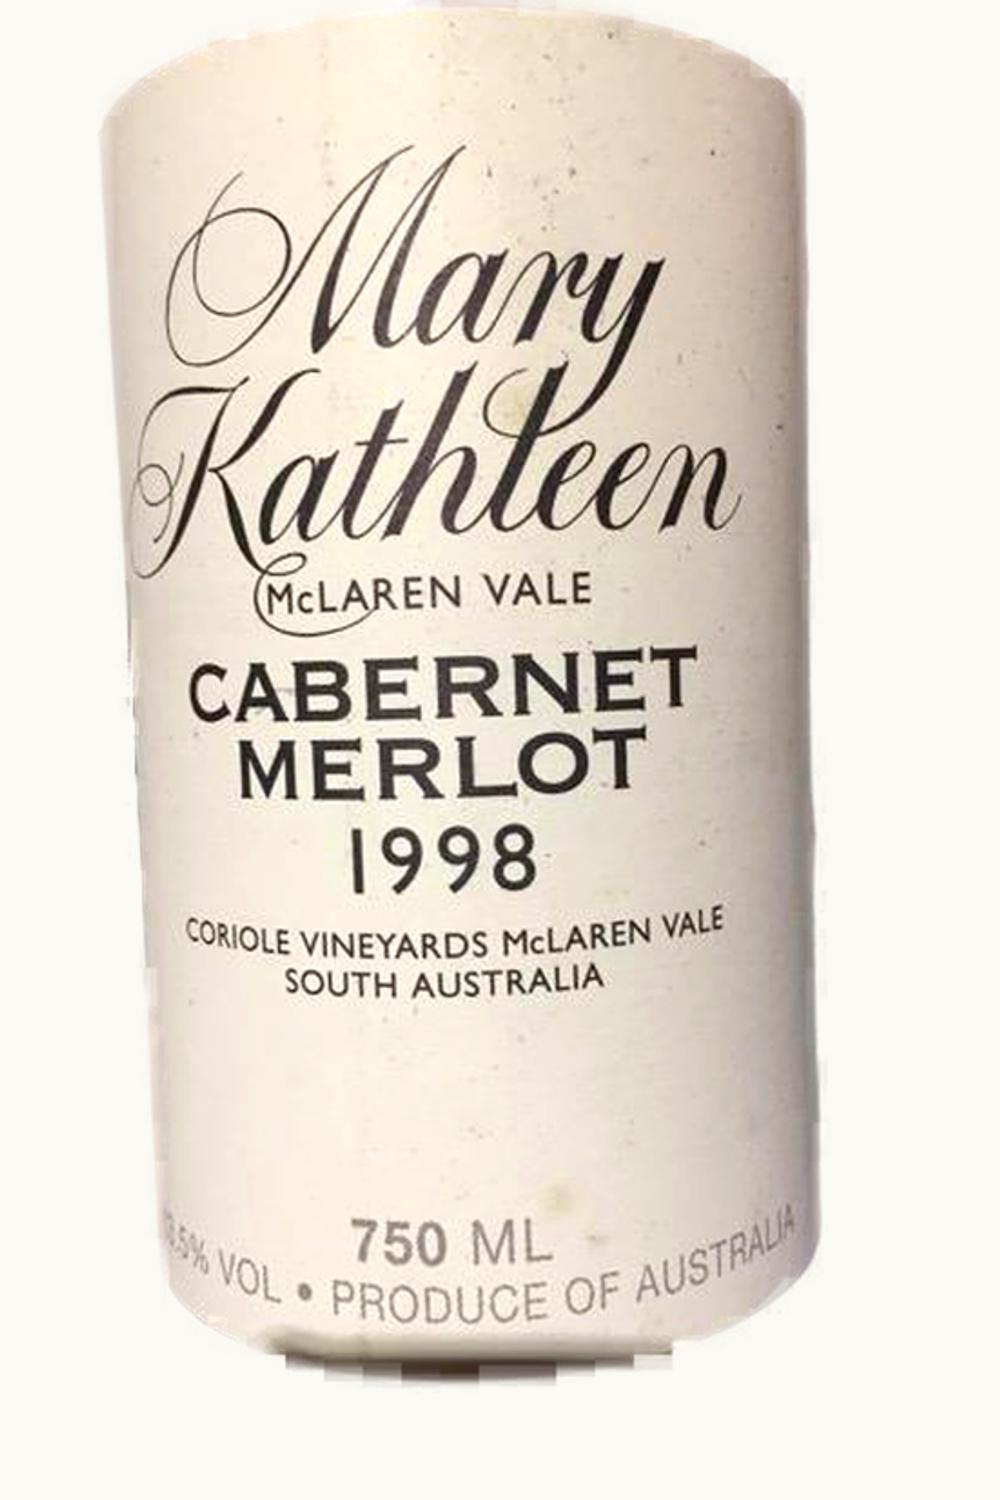 Mary
Kathleen
McLAREN VALE
CABERNET
MERLOT
1998
CORIOLE VINEYARDS McLAREN VALE
SOUTH AUSTRALIA
750 ML
VOL • PRODUCE OF AUSTRALIA